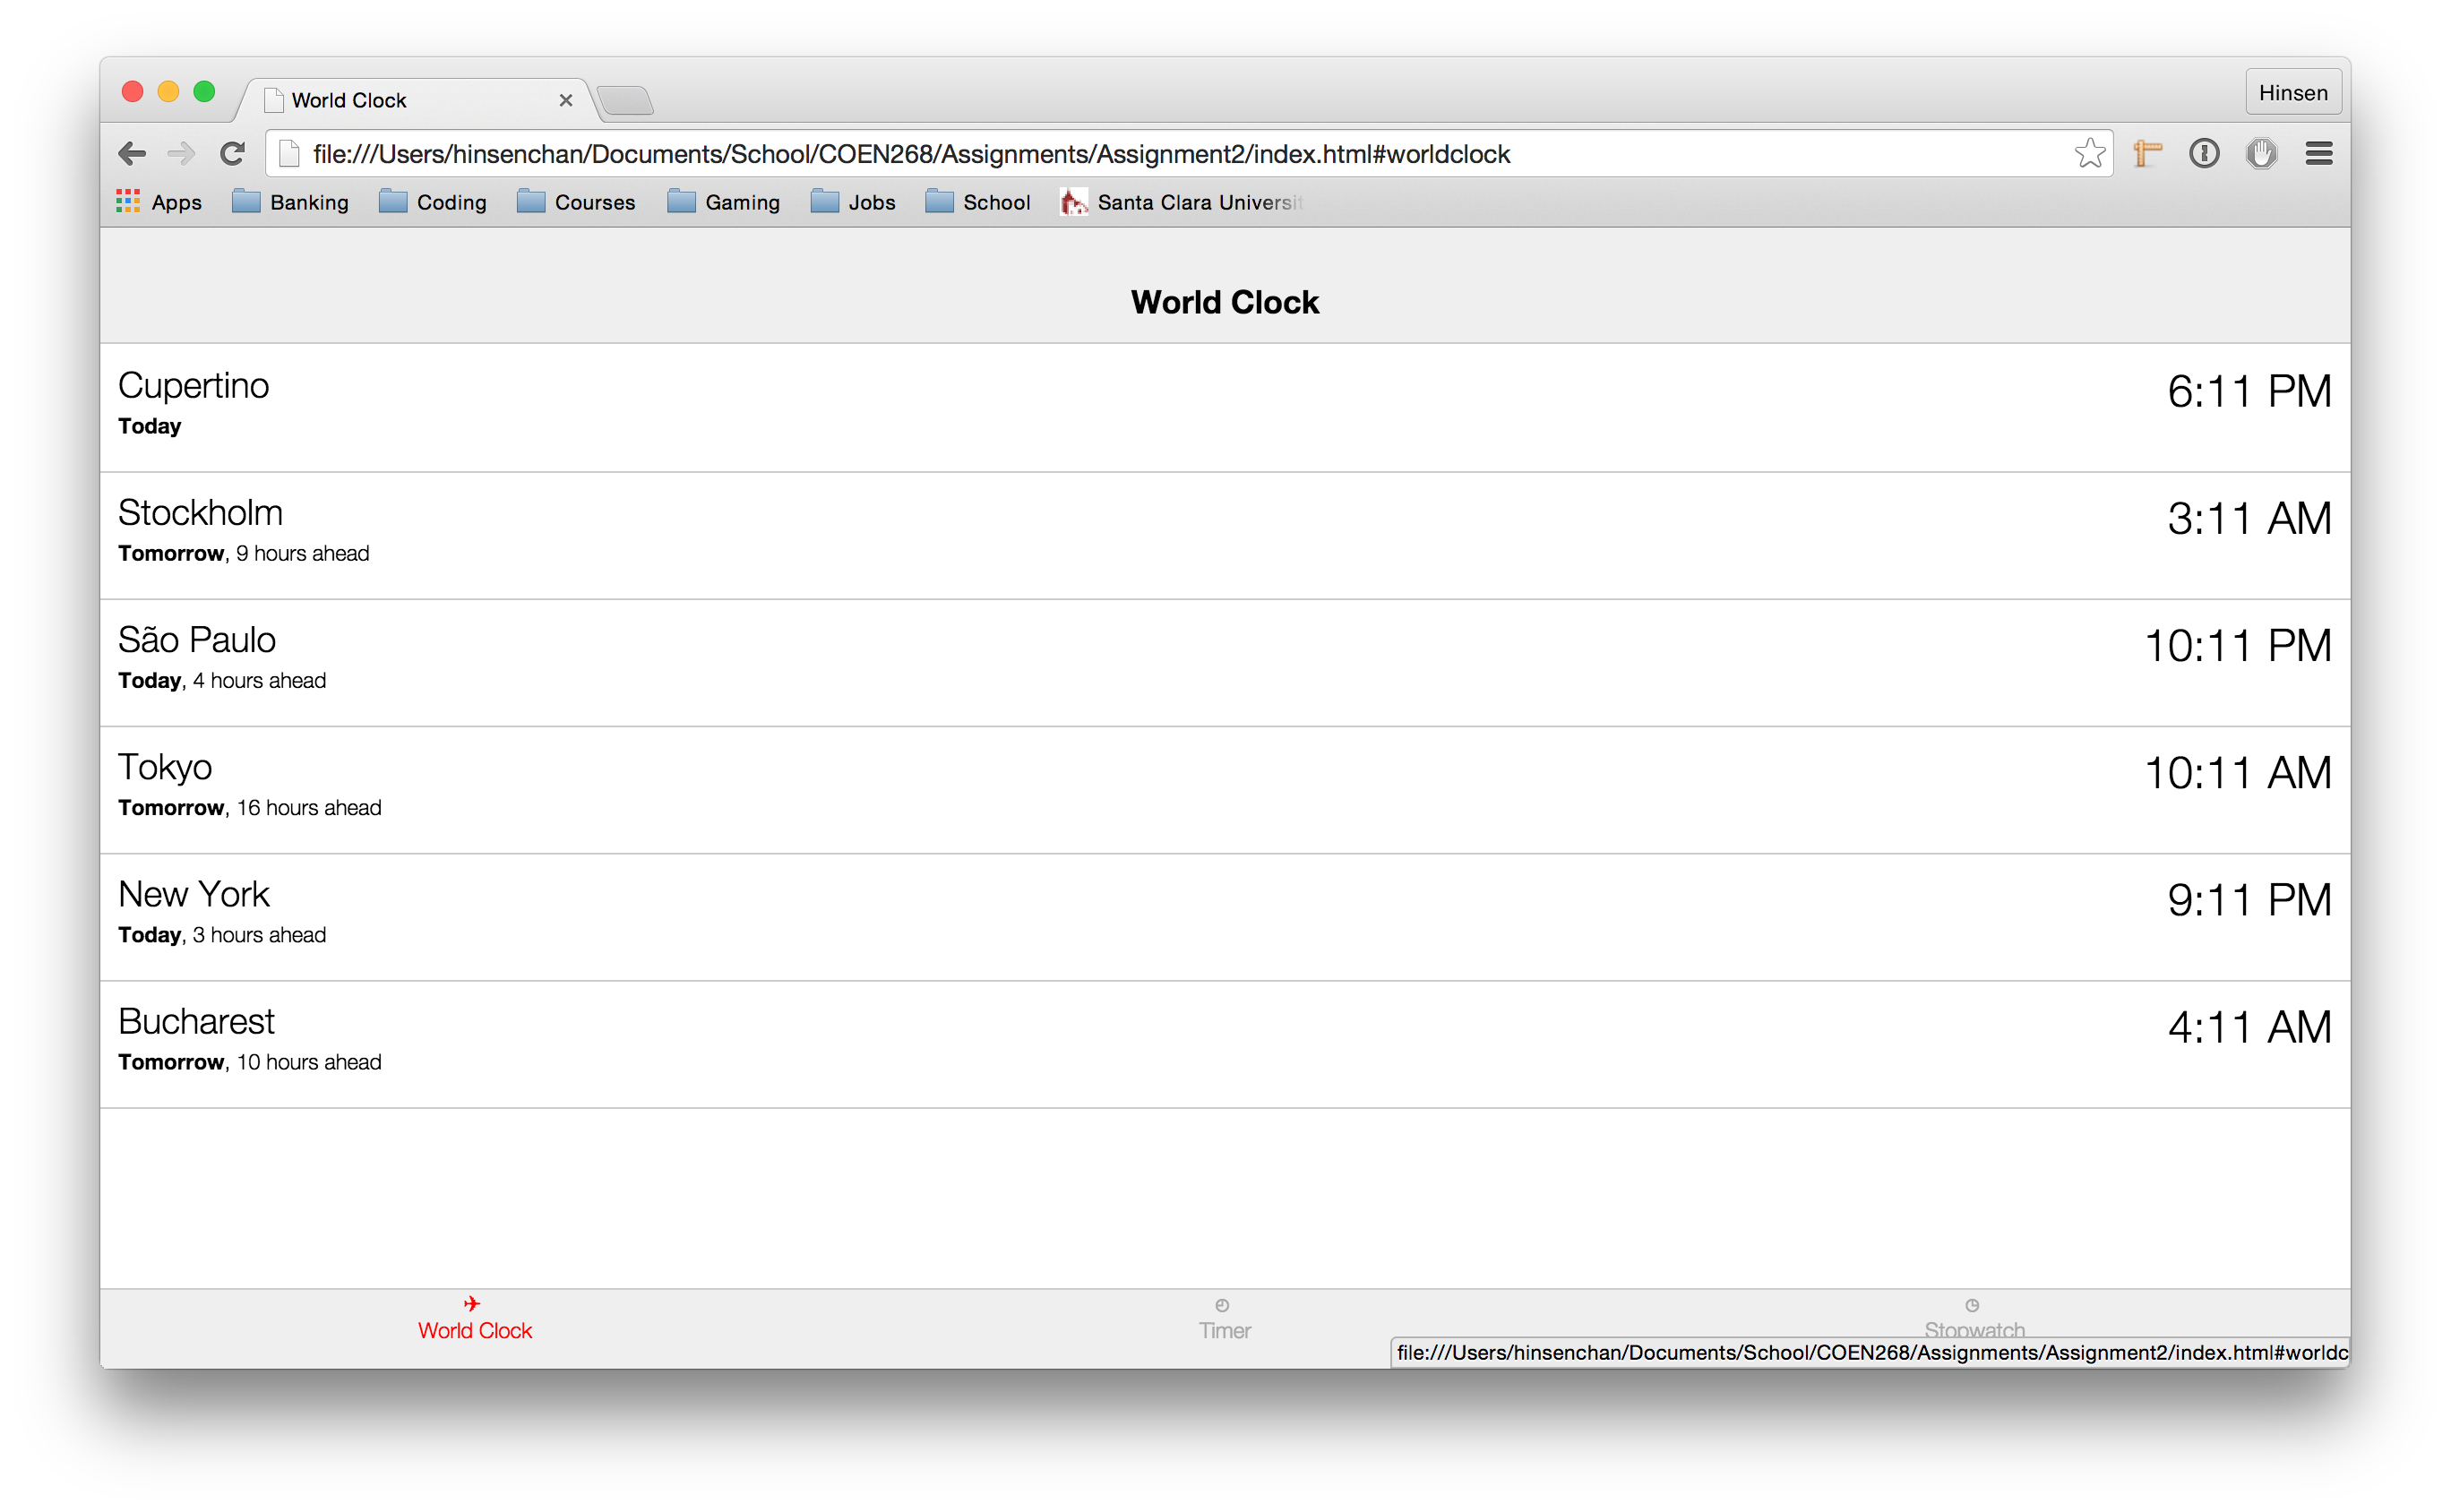 World Clock
Hinsen
file:///Users/hinsenchan/Documents/School/COEN268/Assignments/Assignment2/index.html#worldclock
Apps Banking Coding Courses Gaming Jobs School Santa Clara Universit
World Clock
Cupertino 6:11 PM
Today
Stockholm 3:11 AM
Tomorrow, 9 hours ahead
São Paulo 10:11 PM
Today, 4 hours ahead
Tokyo 10:11 AM
Tomorrow, 16 hours ahead
New York 9:11 PM
Today, 3 hours ahead
Bucharest 4:11 AM
Tomorrow, 10 hours ahead
World Clock Timer Stopwatch
file:///Users/hinsenchan/Documents/School/COEN268/Assignments/Assignment2/index.html#worldc